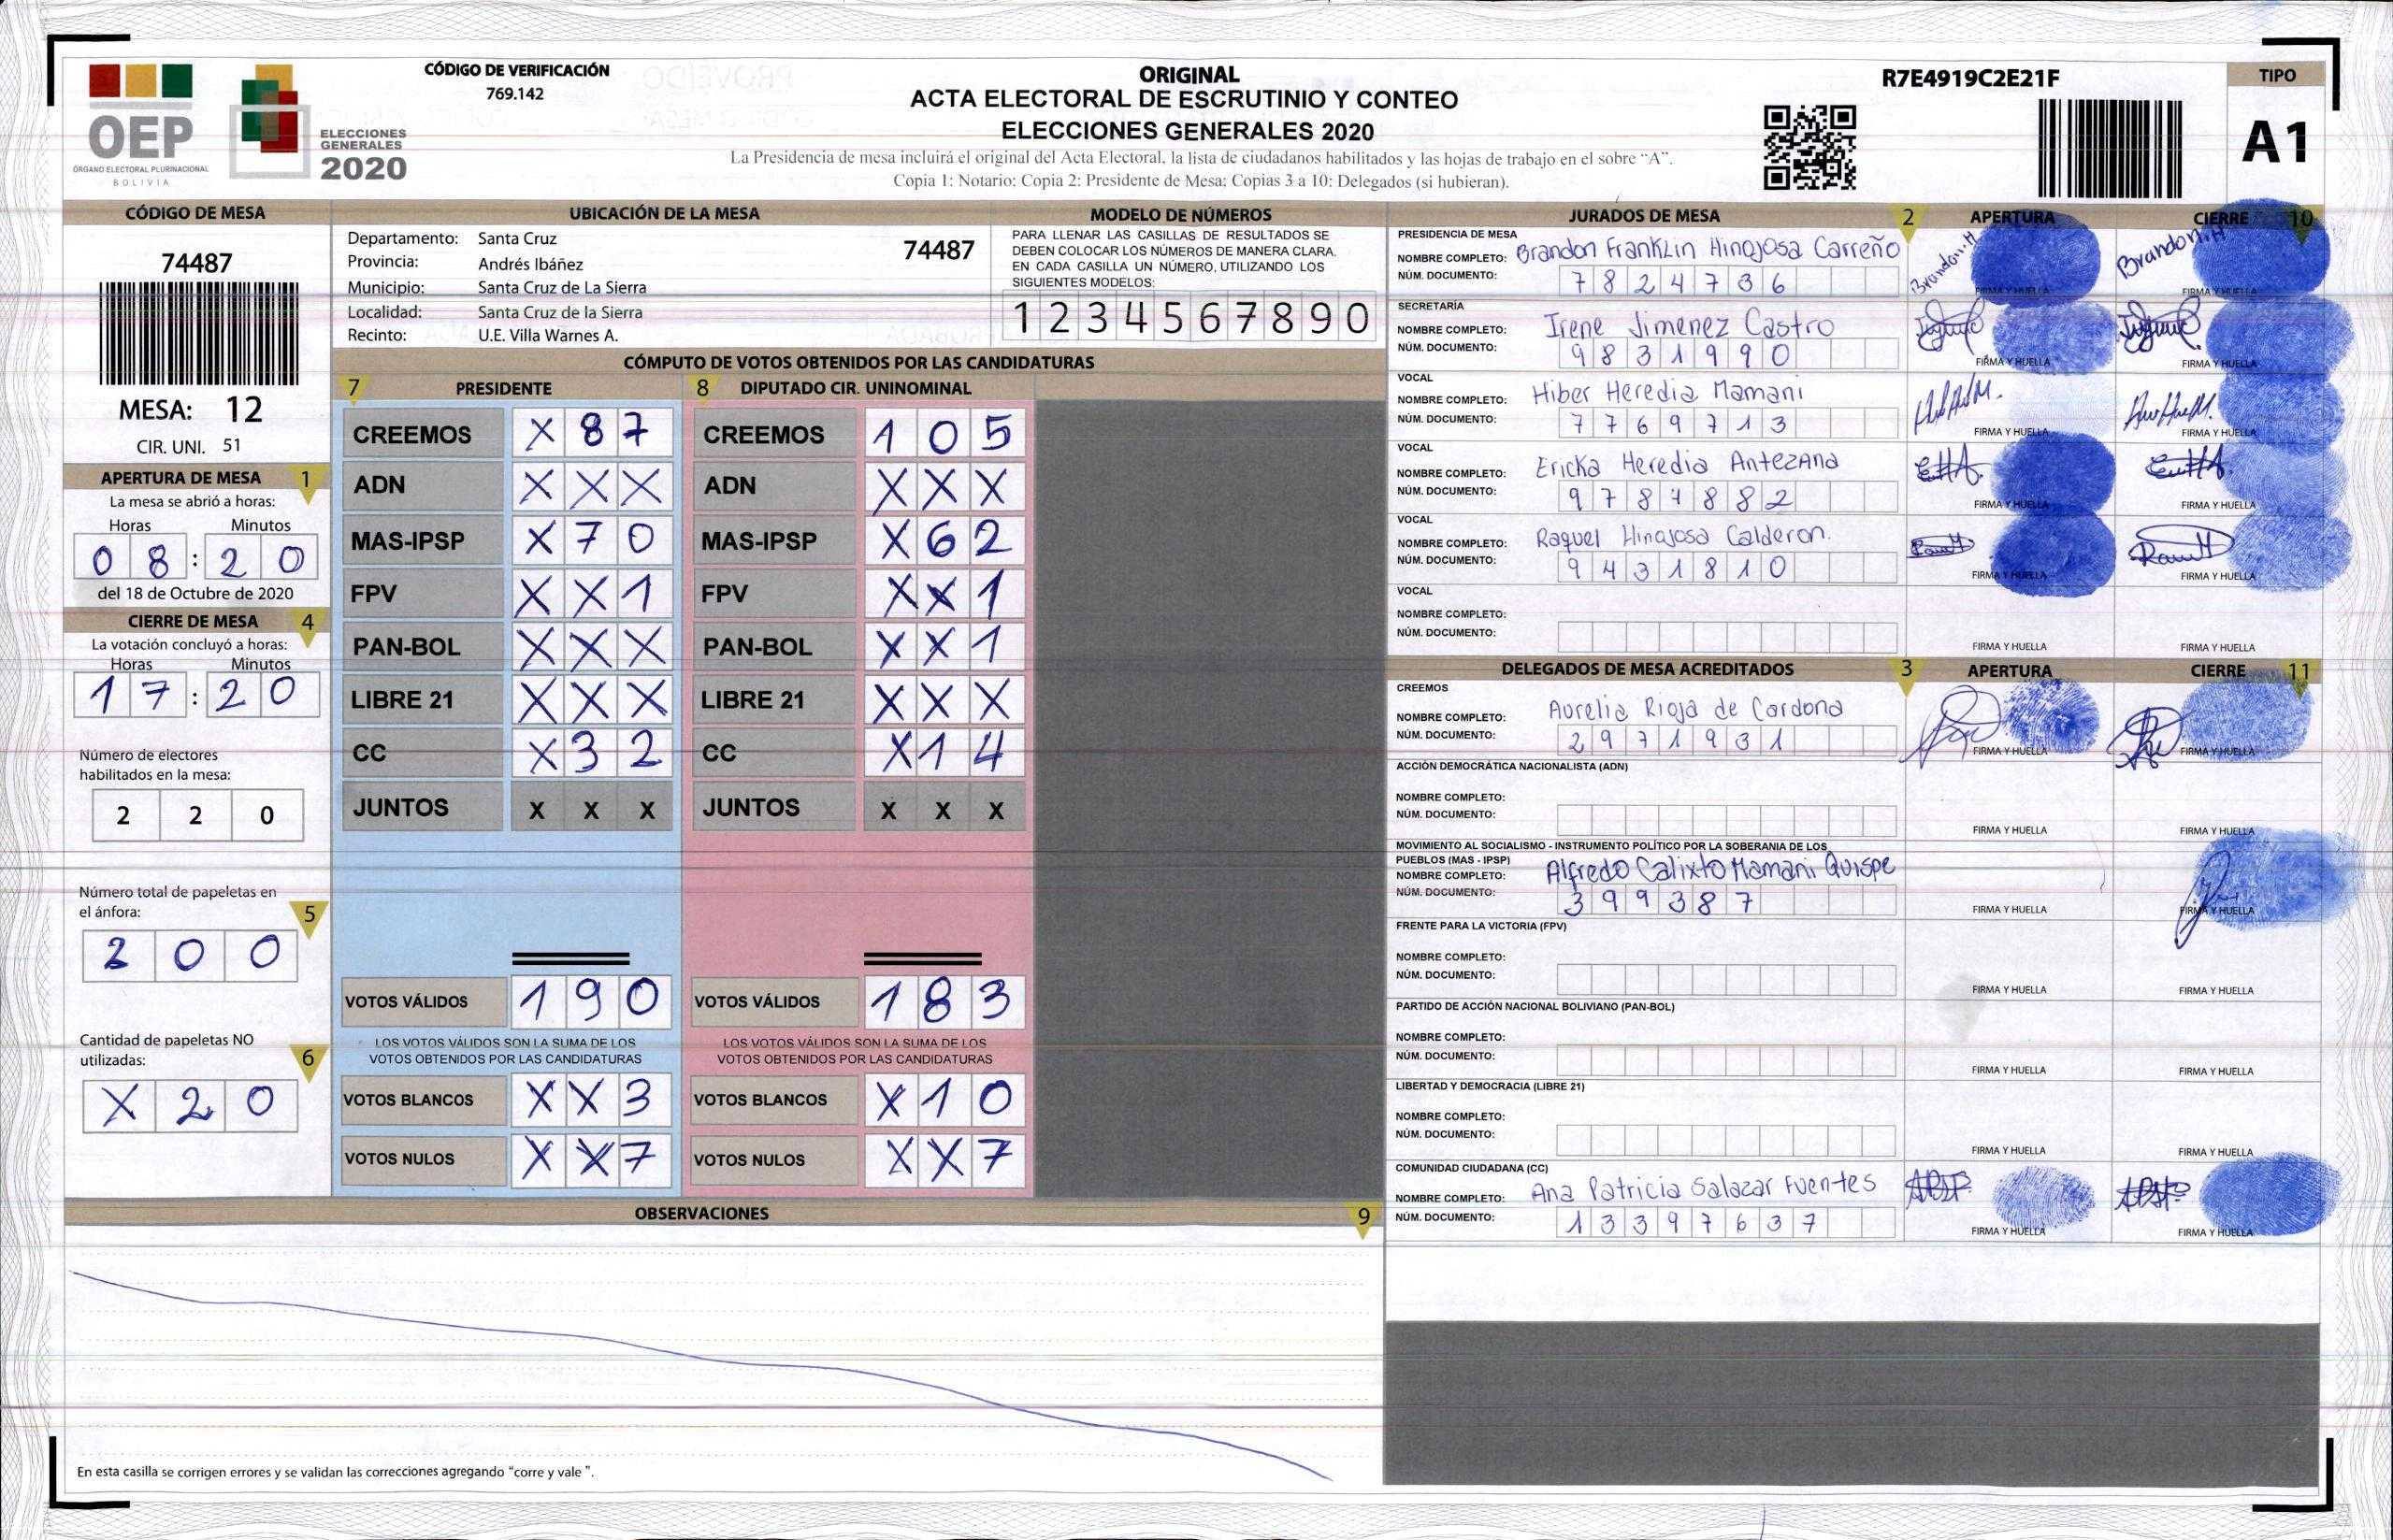 CÓDIGO DE VERIFICACIÓN
769.142
OEP
ÓRGANO ELECTORAL PLURINACIONAL
BOLIVIA
ELECCIONES
GENERALES
2020
ORIGINAL
ACTA ELECTORAL DE ESCRUTINIO Y CONTEO
ELECCIONES GENERALES 2020
La Presidencia de mesa incluirá el original del Acta Electoral, la lista de ciudadanos habilitados y las hojas de trabajo en el sobre "A".
Copia 1: Notario: Copia 2: Presidente de Mesa: Copias 3 a 10: Delegados (si hubieran).
R7E4919C2E21F
TIPO
A1
CÓDIGO DE MESA
74487
MESA: 12
CIR. UNI. 51
APERTURA DE MESA 1
La mesa se abrió a horas:
Horas Minutos
0 8 : 2 0
del 18 de Octubre de 2020
CIERRE DE MESA 4
La votación concluyó a horas:
Horas Minutos
1 7 : 2 0
Número de electores
habilitados en la mesa:
2 2 0
Número total de papeletas en
el ánfora:
5
2 0 0
Cantidad de papeletas NO
utilizadas:
6
X 2 0
UBICACIÓN DE LA MESA
Departamento: Santa Cruz
74487
Provincia: Andrés Ibáñez
Municipio: Santa Cruz de La Sierra
Localidad: Santa Cruz de la Sierra
Recinto: U.E. Villa Warnes A.
MODELO DE NÚMEROS
PARA LLENAR LAS CASILLAS DE RESULTADOS SE
DEBEN COLOCAR LOS NÚMEROS DE MANERA CLARA.
EN CADA CASILLA UN NÚMERO, UTILIZANDO LOS
SIGUIENTES MODELOS:
1 2 3 4 5 6 7 8 9 0
CÓMPUTO DE VOTOS OBTENIDOS POR LAS CANDIDATURAS
7 PRESIDENTE
CREEMOS X 8 7
ADN X X X
MAS-IPSP X 7 0
FPV X X 1
PAN-BOL X X X
LIBRE 21 X X X
CC X 3 2
JUNTOS X X X
VOTOS VÁLIDOS 1 9 0
LOS VOTOS VÁLIDOS SON LA SUMA DE LOS
VOTOS OBTENIDOS POR LAS CANDIDATURAS
VOTOS BLANCOS X X 3
VOTOS NULOS X X 7
8 DIPUTADO CIR. UNINOMINAL
CREEMOS 1 0 5
ADN X X X
MAS-IPSP X 6 2
FPV X X 1
PAN-BOL X X 1
LIBRE 21 X X X
CC X 1 4
JUNTOS X X X
VOTOS VÁLIDOS 1 8 3
LOS VOTOS VÁLIDOS SON LA SUMA DE LOS
VOTOS OBTENIDOS POR LAS CANDIDATURAS
VOTOS BLANCOS X 1 0
VOTOS NULOS X X 7
OBSERVACIONES 9
En esta casilla se corrigen errores y se validan las correcciones agregando "corre y vale".
JURADOS DE MESA 2 APERTURA CIERRE 10
PRESIDENCIA DE MESA
NOMBRE COMPLETO: Brandon Franklin Hinojosa Carreño
Brandon.H Brandon.H
NÚM. DOCUMENTO: 7 8 2 4 7 3 6
FIRMA Y HUELLA FIRMA Y HUELLA
SECRETARÍA
NOMBRE COMPLETO: Irene Jimenez Castro
NÚM. DOCUMENTO: 9 8 3 1 9 9 0
FIRMA Y HUELLA FIRMA Y HUELLA
VOCAL
NOMBRE COMPLETO: Hiber Heredia Mamani
NÚM. DOCUMENTO: 7 7 6 9 7 1 3
FIRMA Y HUELLA FIRMA Y HUELLA
VOCAL
NOMBRE COMPLETO: Ericka Heredia Antezana
NÚM. DOCUMENTO: 9 7 8 4 8 8 2
FIRMA Y HUELLA FIRMA Y HUELLA
VOCAL
NOMBRE COMPLETO: Raquel Hinojosa Calderon.
NÚM. DOCUMENTO: 9 4 3 1 8 1 0
FIRMA Y HUELLA FIRMA Y HUELLA
VOCAL
NOMBRE COMPLETO:
NÚM. DOCUMENTO:
FIRMA Y HUELLA FIRMA Y HUELLA
DELEGADOS DE MESA ACREDITADOS 3 APERTURA CIERRE 11
CREEMOS
NOMBRE COMPLETO: Aurelia Rioja de Cardona
NÚM. DOCUMENTO: 2 9 7 1 9 3 1
FIRMA Y HUELLA FIRMA Y HUELLA
ACCIÓN DEMOCRÁTICA NACIONALISTA (ADN)
NOMBRE COMPLETO:
NÚM. DOCUMENTO:
FIRMA Y HUELLA FIRMA Y HUELLA
MOVIMIENTO AL SOCIALISMO - INSTRUMENTO POLÍTICO POR LA SOBERANIA DE LOS
PUEBLOS (MAS - IPSP)
NOMBRE COMPLETO: Alfredo Calixto Mamani Quispe
NÚM. DOCUMENTO: 3 9 9 3 8 7
FIRMA Y HUELLA FIRMA Y HUELLA
FRENTE PARA LA VICTORIA (FPV)
NOMBRE COMPLETO:
NÚM. DOCUMENTO:
FIRMA Y HUELLA FIRMA Y HUELLA
PARTIDO DE ACCIÓN NACIONAL BOLIVIANO (PAN-BOL)
NOMBRE COMPLETO:
NÚM. DOCUMENTO:
FIRMA Y HUELLA FIRMA Y HUELLA
LIBERTAD Y DEMOCRACIA (LIBRE 21)
NOMBRE COMPLETO:
NÚM. DOCUMENTO:
FIRMA Y HUELLA FIRMA Y HUELLA
COMUNIDAD CIUDADANA (CC)
NOMBRE COMPLETO: Ana Patricia Salazar Fuentes
NÚM. DOCUMENTO: 1 3 3 9 7 6 3 7
FIRMA Y HUELLA FIRMA Y HUELLA